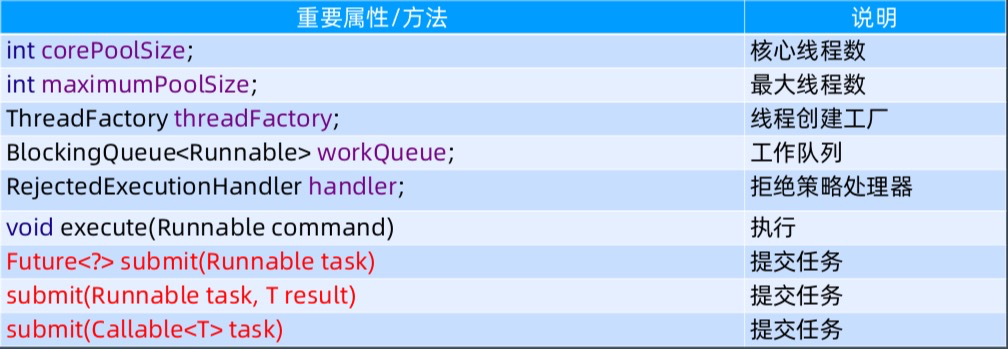 重要属性/方法 说明
int corePoolSize; 核心线程数
int maximumPoolSize; 最大线程数
ThreadFactory threadFactory; 线程创建工厂
BlockingQueue<Runnable> workQueue; 工作队列
RejectedExecutionHandler handler; 拒绝策略处理器
void execute(Runnable command) 执行
Future<?> submit(Runnable task) 提交任务
submit(Runnable task, T result) 提交任务
submit(Callable<T> task) 提交任务